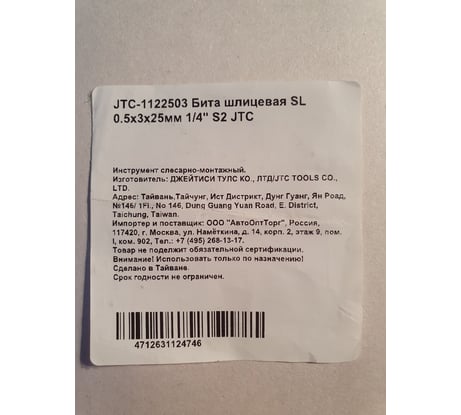 JTC-1122503 Бита шлицевая SL
0.5x3x25мм 1/4" S2 JTC
Инструмент слесарно-монтажный.
Изготовитель: ДЖЕЙТИСИ ТУЛС КО., ЛТД/JTC TOOLS CO.,
LTD.
Адрес: Тайвань,Тайчунг, Ист Дистрикт, Дунг Гуанг, Ян Роад,
№146/ 1Fl., No 146, Dung Guang Yuan Road, E. District,
Taichung, Taiwan.
Импортер и поставщик: ООО "АвтоОптТорг", Россия,
117420, г. Москва, ул. Намёткина, д. 14, корп. 2, этаж 9, пом.
I, ком. 902, Тел.: +7 (495) 268-13-17.
Товар не подлежит обязательной сертификации.
Внимание! Использовать только по назначению!
Сделано в Тайване.
Срок годности не ограничен.
4712631124746